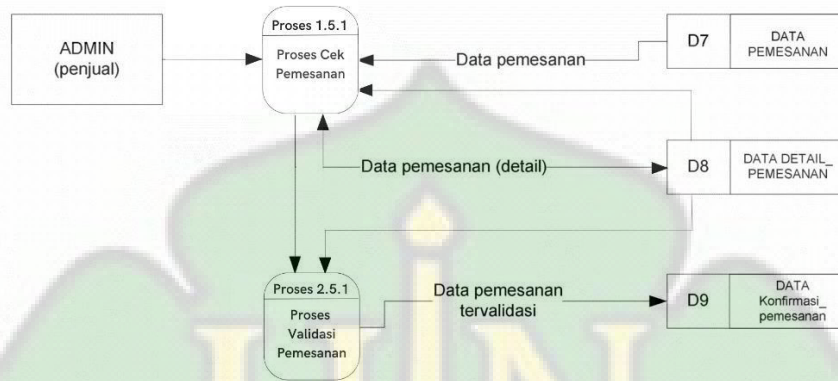 Proses 1.5.1
Proses Cek
Pemesanan
ADMIN
(penjual)
Data pemesanan
D7
DATA
PEMESANAN
Data pemesanan (detail)
D8
DATA DETAIL_
PEMESANAN
Proses 2.5.1
Proses
Validasi
Pemesanan
Data pemesanan
tervalidasi
D9
DATA
Konfirmasi_
pemesanan
UIN